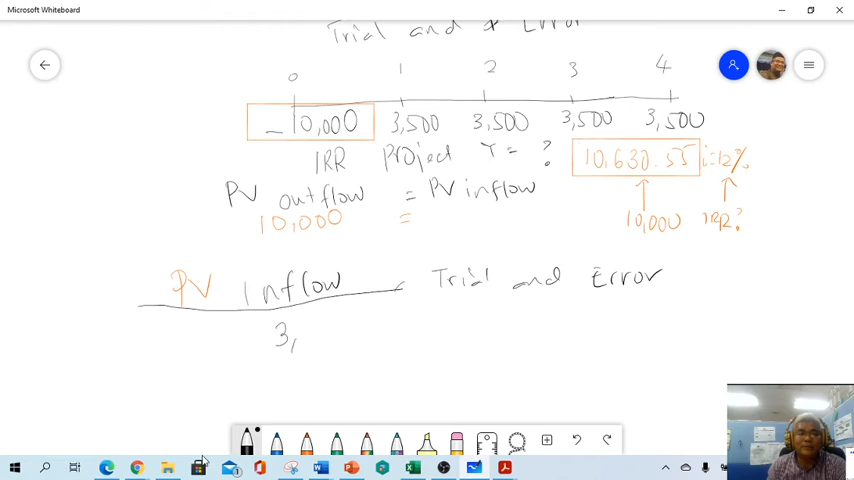 Microsoft Whiteboard
Trial and Error
0 1 2 3 4
-10,000 3,500 3,500 3,500 3,500
IRR Project Y = ? 10,630.55 i=12%
PV outflow = PV inflow
10,000 = 10,000 IRR?
PV Inflow Trial and Error
3,